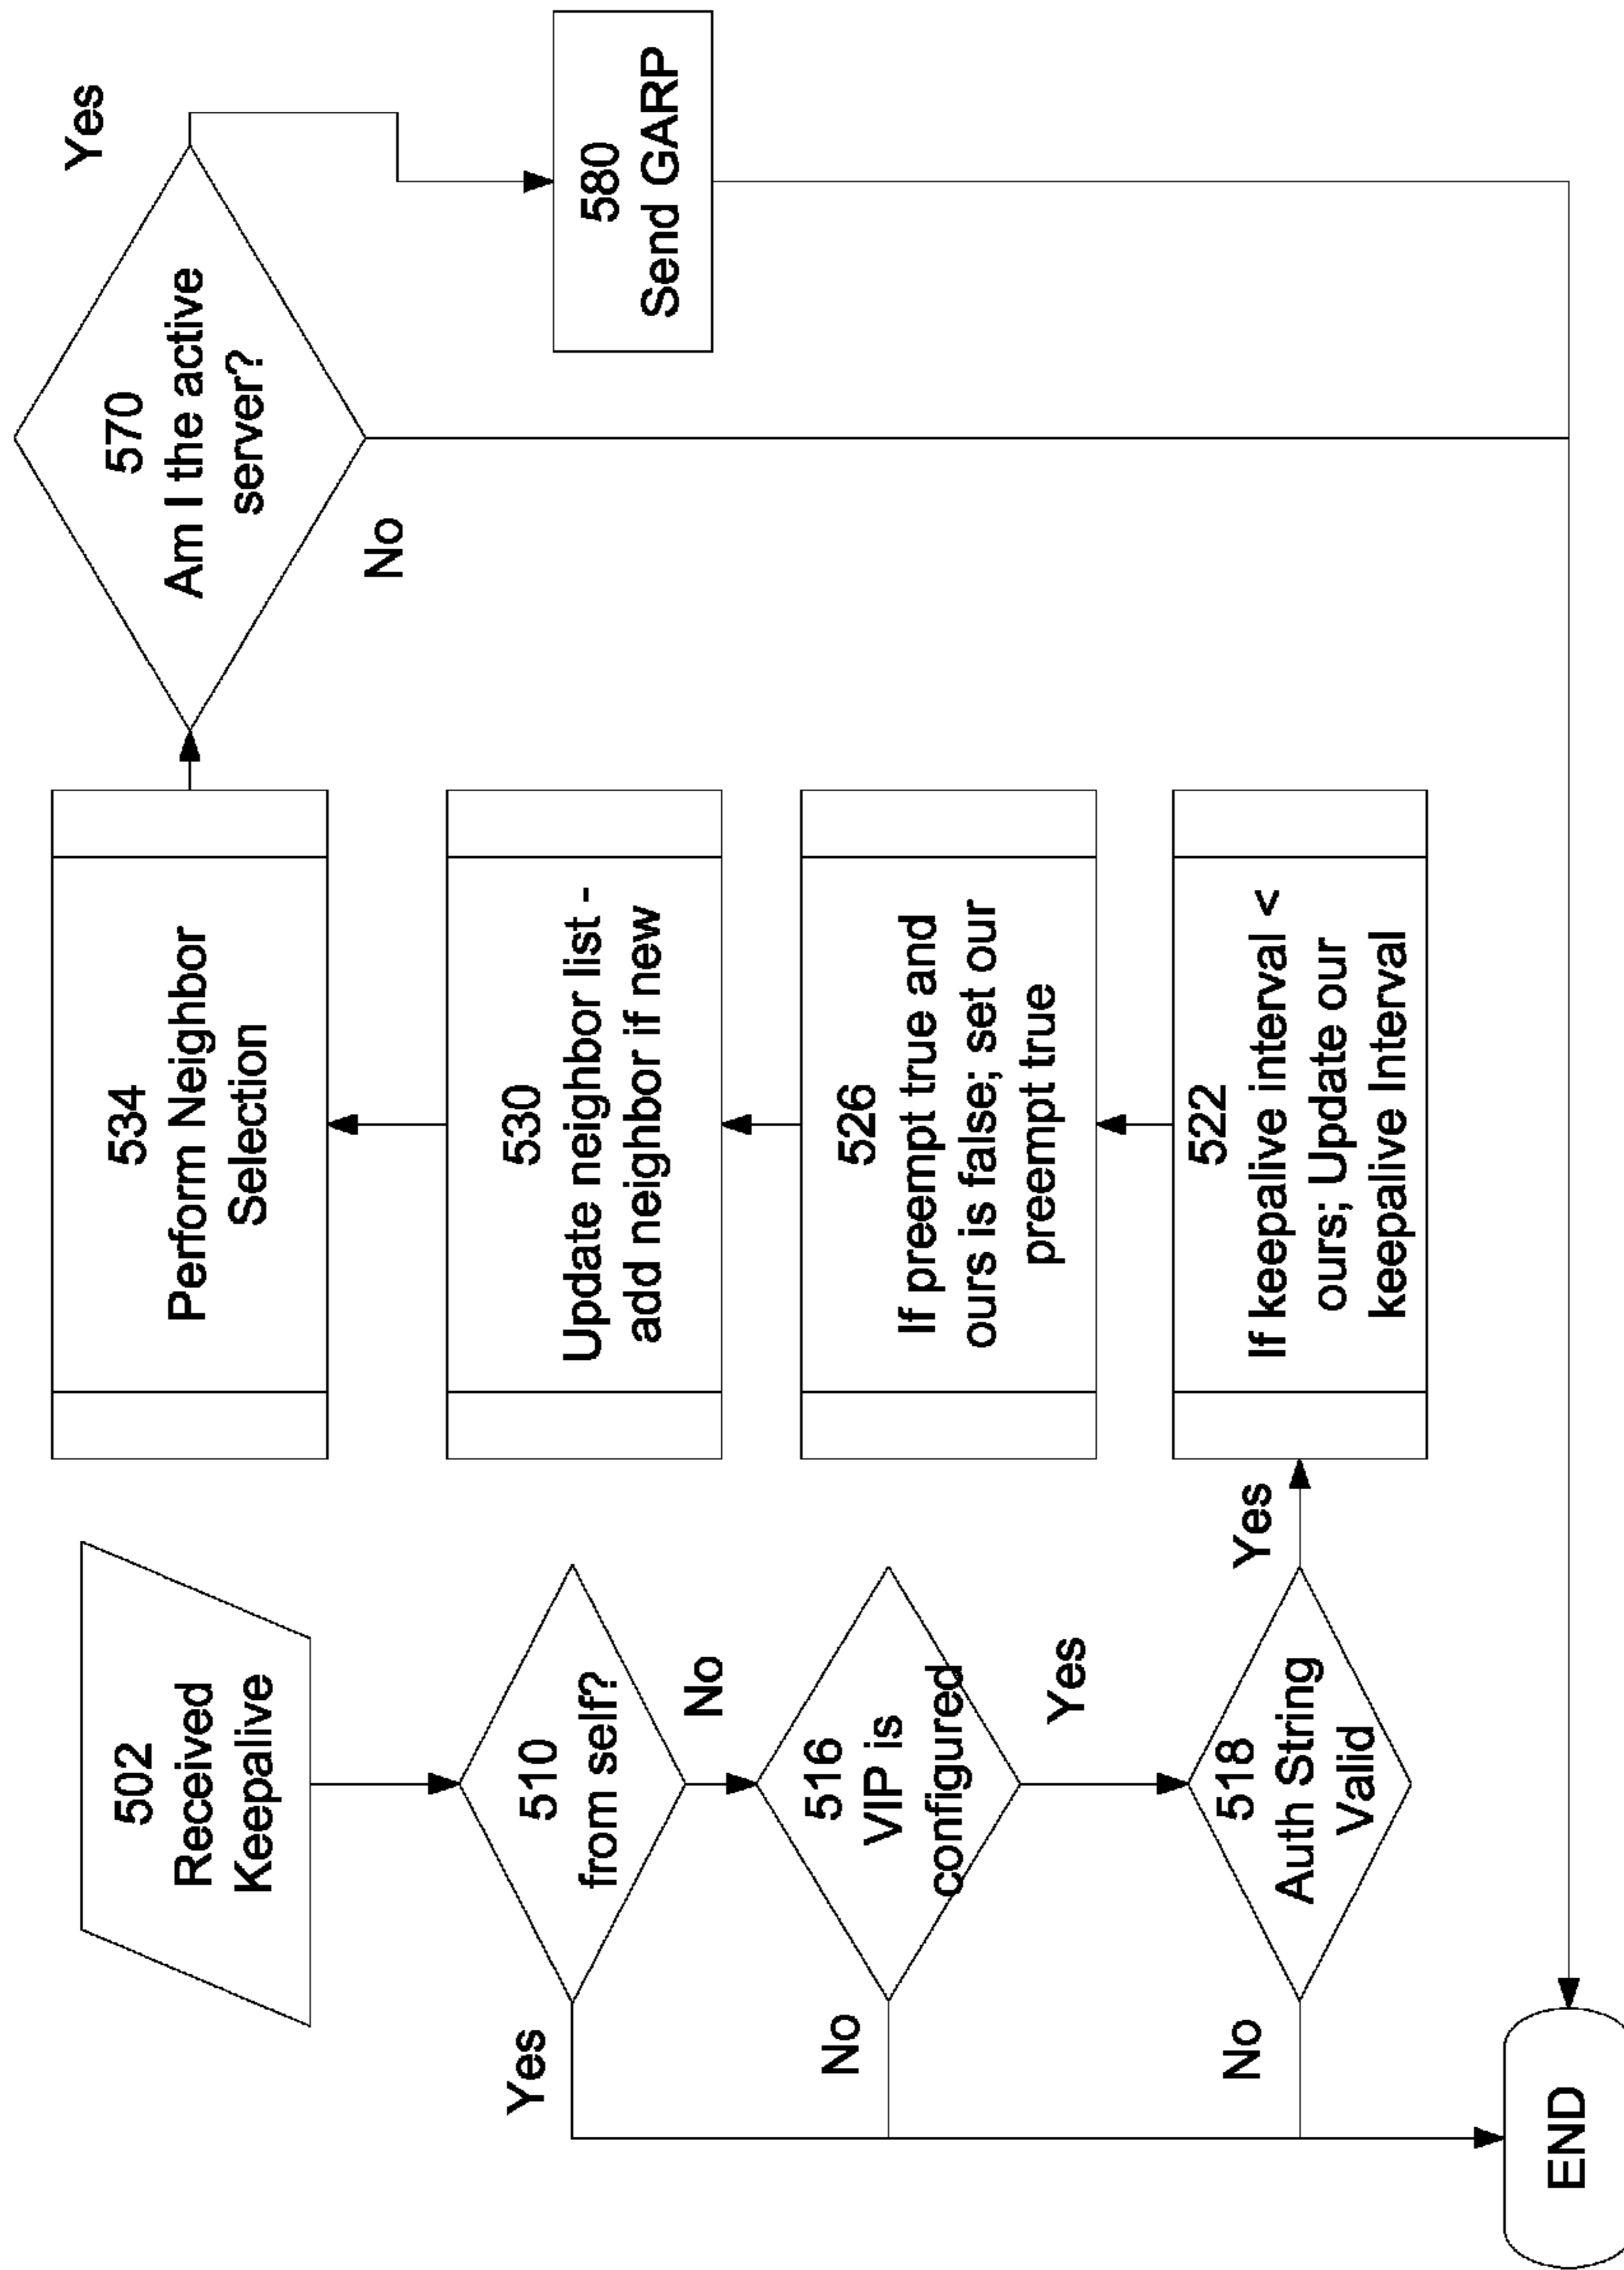 502
Received
Keepalive
510
from self?
Yes
No
516
VIP is
configured
No
Yes
518
Auth String
Valid
No
Yes
522
If keepalive interval <
ours; Update our
keepalive Interval
526
If preempt true and
ours is false; set our
preempt true
530
Update neighbor list -
add neighbor if new
534
Perform Neighbor
Selection
570
Am I the active
server?
Yes
No
580
Send GARP
END